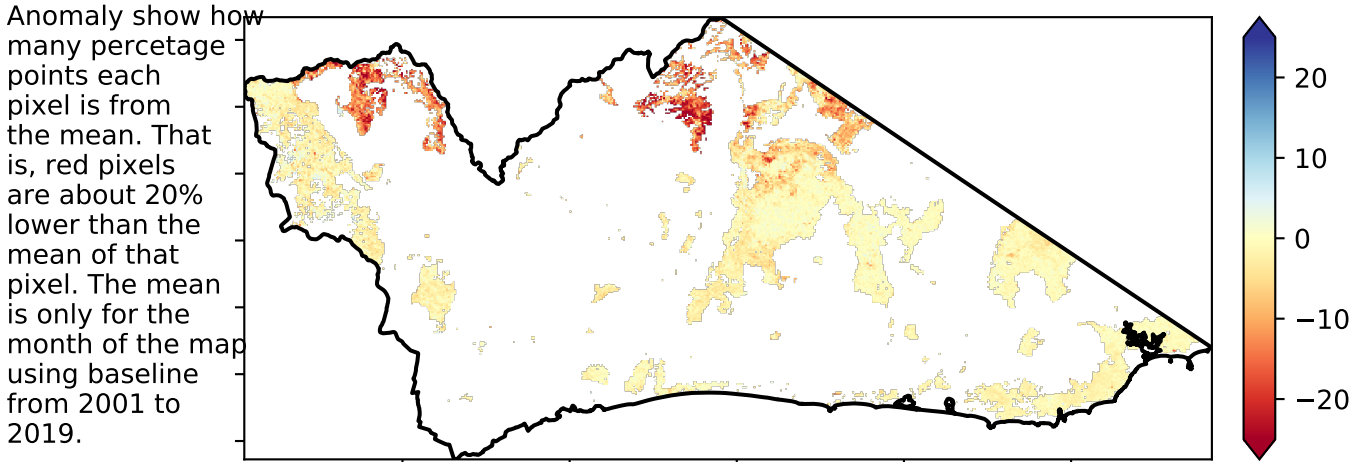 Anomaly show how
many percetage
points each
pixel is from
the mean. That
is, red pixels
are about 20%
lower than the
mean of that
pixel. The mean
is only for the
month of the map
using baseline
from 2001 to
2019.
20
10
0
−10
−20